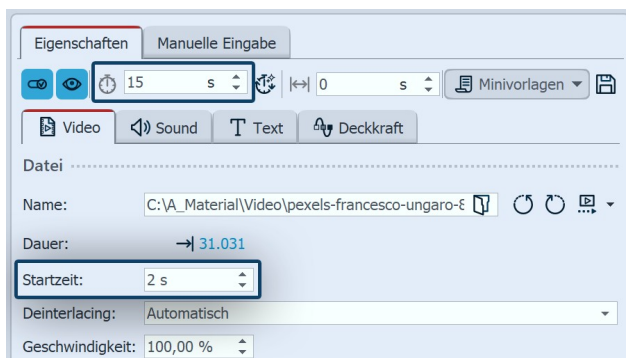 Eigenschaften Manuelle Eingabe
15 s 0 s Minivorlagen
Video Sound Text Deckkraft
Datei
Name: C:\A_Material\Video\pexels-francesco-ungaro-8
Dauer: 31.031
Startzeit: 2 s
Deinterlacing: Automatisch
Geschwindigkeit: 100,00 %